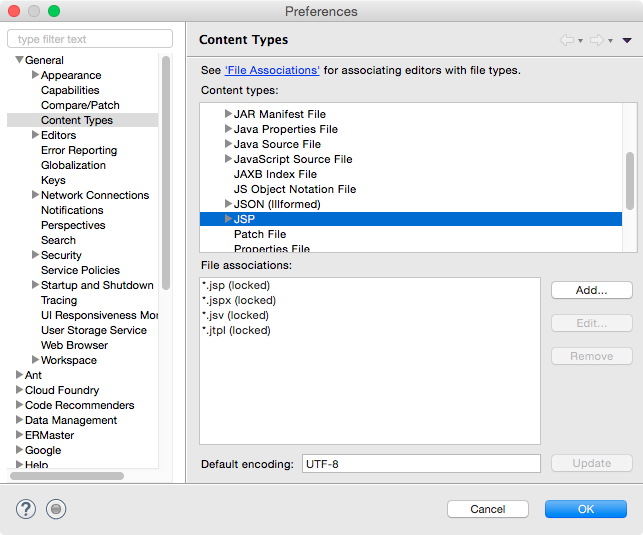 Preferences
type filter text
General
Appearance
Capabilities
Compare/Patch
Content Types
Editors
Error Reporting
Globalization
Keys
Network Connections
Notifications
Perspectives
Search
Security
Service Policies
Startup and Shutdown
Tracing
UI Responsiveness Mor
User Storage Service
Web Browser
Workspace
Ant
Cloud Foundry
Code Recommenders
Data Management
ERMaster
Google
Help
Content Types
See 'File Associations' for associating editors with file types.
Content types:
JAR Manifest File
Java Properties File
Java Source File
JavaScript Source File
JAXB Index File
JS Object Notation File
JSON (Illformed)
JSP
Patch File
Properties File
File associations:
*.jsp (locked)
*.jspx (locked)
*.jsv (locked)
*.jtpl (locked)
Add...
Edit...
Remove
Default encoding: UTF-8
Update
?
Cancel
OK